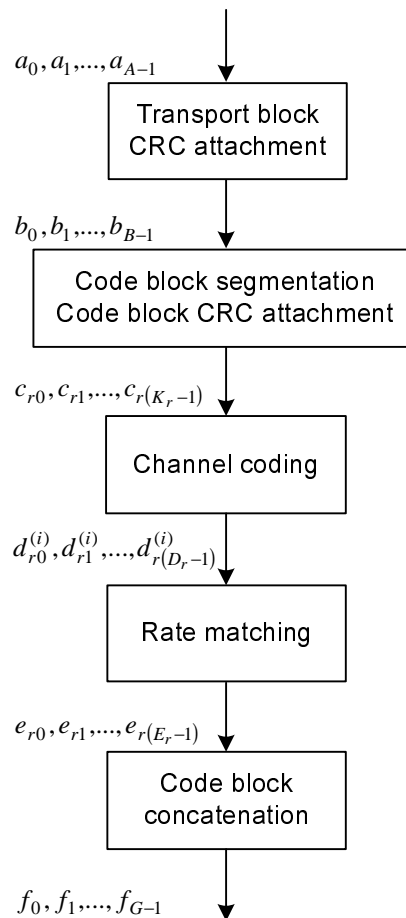 a_0, a_1,..., a_{A−1}
Transport block
CRC attachment
b_0, b_1,..., b_{B−1}
Code block segmentation
Code block CRC attachment
c_{r0}, c_{r1},..., c_{r(K_r−1)}
Channel coding
d_{r0}^{(i)}, d_{r1}^{(i)},..., d_{r(D_r−1)}^{(i)}
Rate matching
e_{r0}, e_{r1},..., e_{r(E_r−1)}
Code block
concatenation
f_0, f_1,..., f_{G−1}